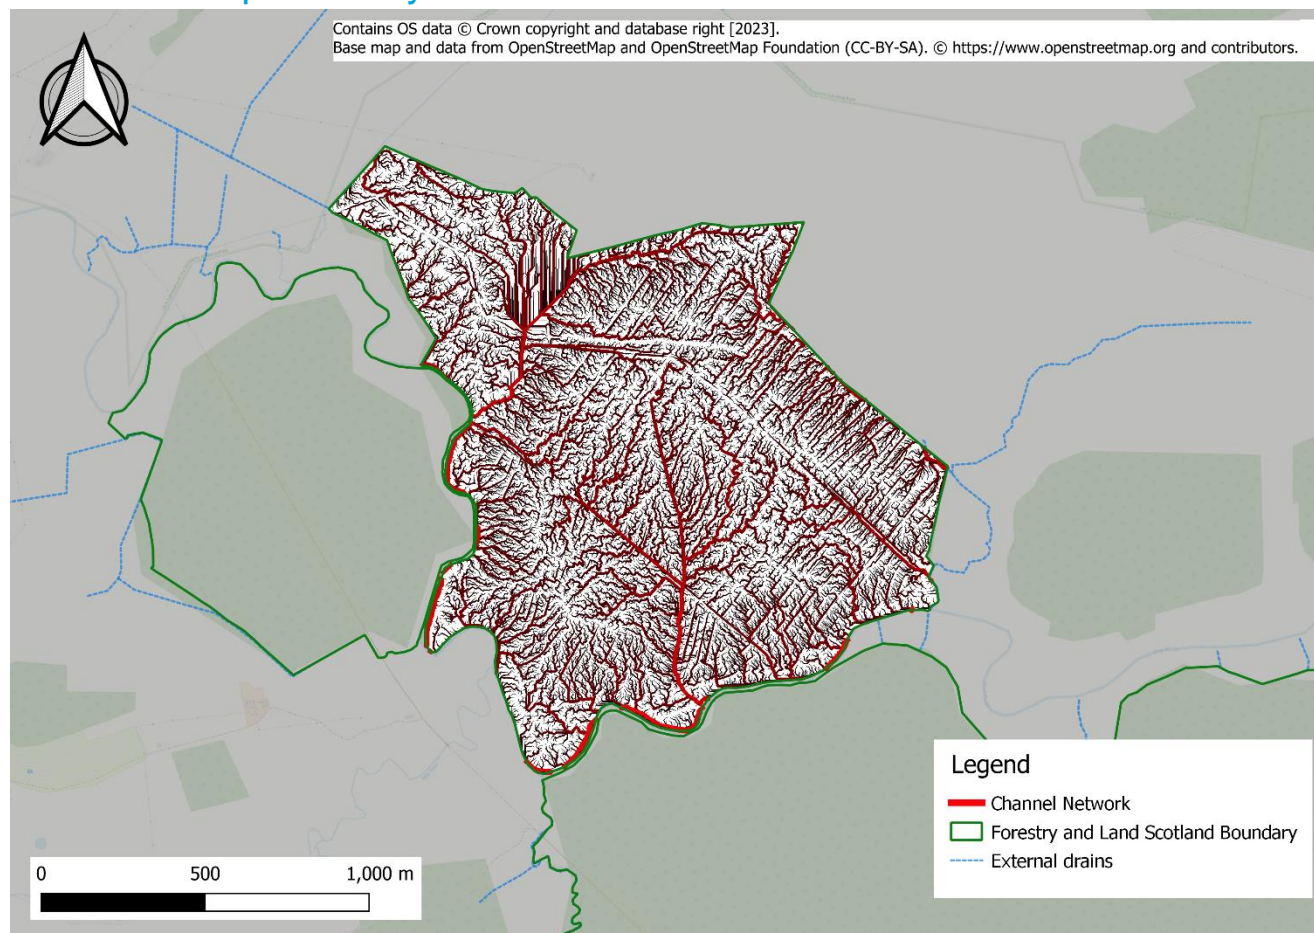 Contains OS data © Crown copyright and database right [2023].
Base map and data from OpenStreetMap and OpenStreetMap Foundation (CC-BY-SA). © https://www.openstreetmap.org and contributors.
Legend
Channel Network
Forestry and Land Scotland Boundary
External drains
0 500 1,000 m